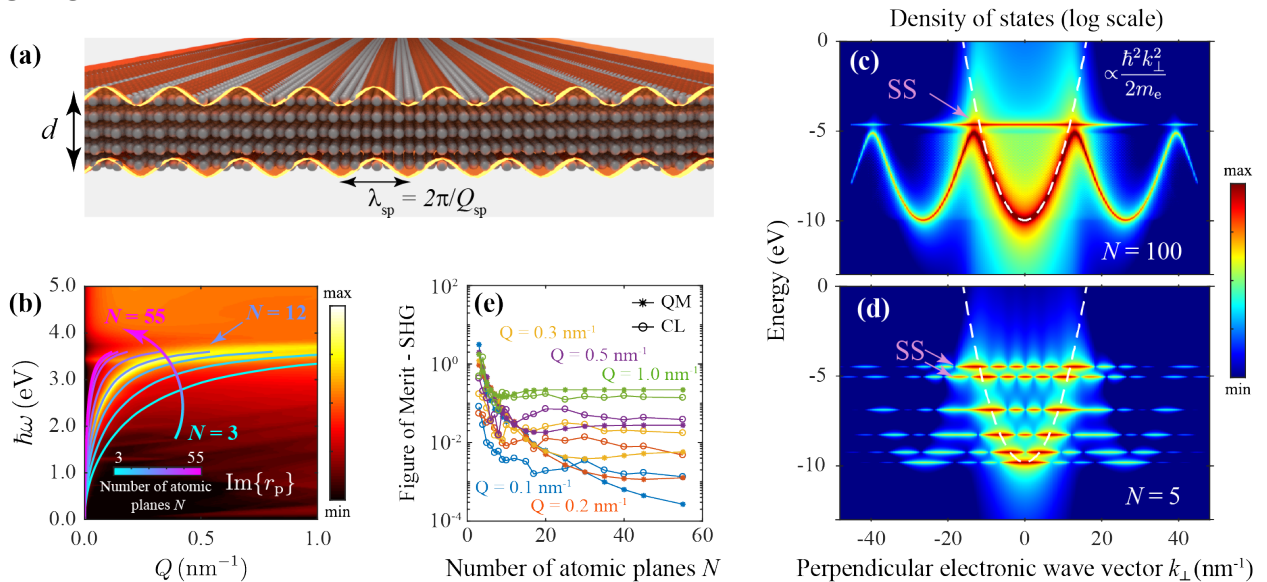 (a)
d
λsp = 2π/Qsp
(b)
5.0
4.0
3.0
2.0
1.0
0.0
ħω (eV)
N = 55
N = 12
N = 3
3
55
Number of atomic
planes N
Im{rp}
max
min
0.0
0.5
1.0
Q (nm-1)
(e)
10²
10⁰
10-2
10-4
Figure of Merit - SHG
QM
CL
Q = 0.3 nm-1
Q = 0.5 nm-1
Q = 1.0 nm-1
Q = 0.1 nm-1
Q = 0.2 nm-1
0
20
40
60
Number of atomic planes N
Density of states (log scale)
(c)
0
-5
-10
SS
∝ħ²k⊥²/2me
N = 100
Energy (eV)
max
min
(d)
0
-5
-10
SS
N = 5
-40
-20
0
20
40
Perpendicular electronic wave vector k⊥(nm-1)